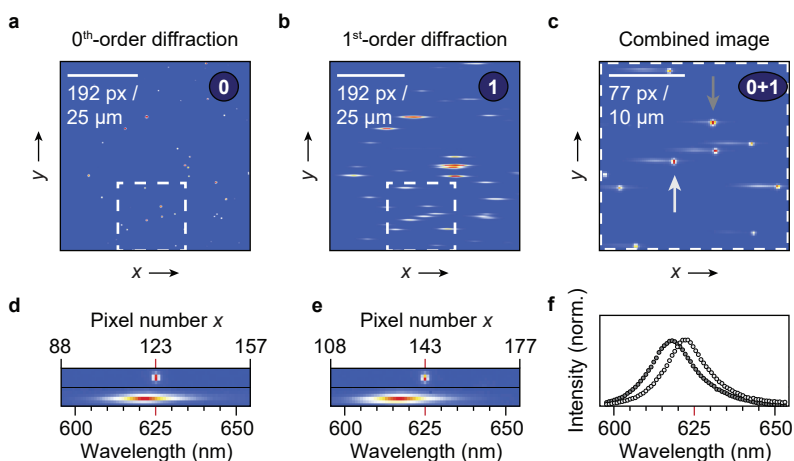 a
0th-order diffraction
192 px /
25 μm
0
y
x
b
1st-order diffraction
192 px /
25 μm
1
y
x
c
Combined image
77 px /
10 μm
0+1
y
x
d
Pixel number x
88 123 157
600 625 650
Wavelength (nm)
e
Pixel number x
108 143 177
600 625 650
Wavelength (nm)
f
Intensity (norm.)
600 625 650
Wavelength (nm)